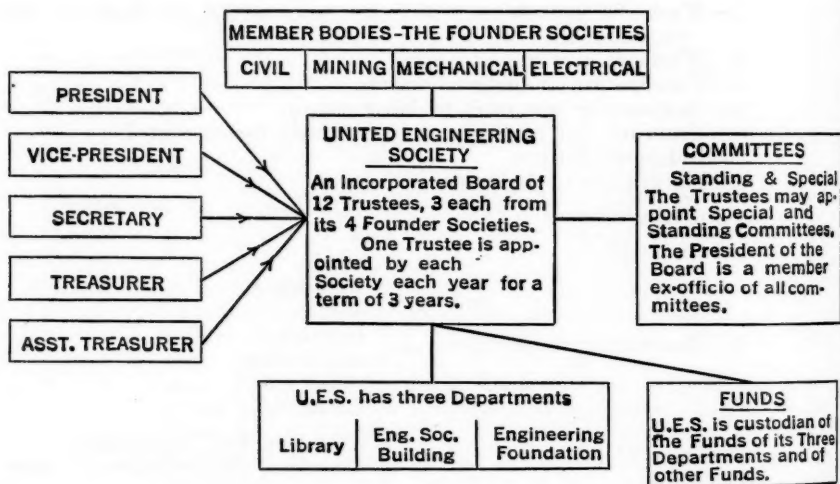 MEMBER BODIES-THE FOUNDER SOCIETIES
CIVIL MINING MECHANICAL ELECTRICAL
PRESIDENT
VICE-PRESIDENT
SECRETARY
TREASURER
ASST. TREASURER
UNITED ENGINEERING
SOCIETY
An Incorporated Board of
12 Trustees, 3 each from
its 4 Founder Societies.
One Trustee is app-
ointed by each
Society each year for a
term of 3 years.
COMMITTEES
Standing & Special
The Trustees may ap-
point Special and
Standing Committees.
The President of the
Board is a member
ex-officio of all com-
mittees.
U.E.S. has three Departments
Library
Eng. Soc.
Building
Engineering
Foundation
FUNDS
U.E.S. is custodian of
the Funds of its Three
Departments and of
other Funds.